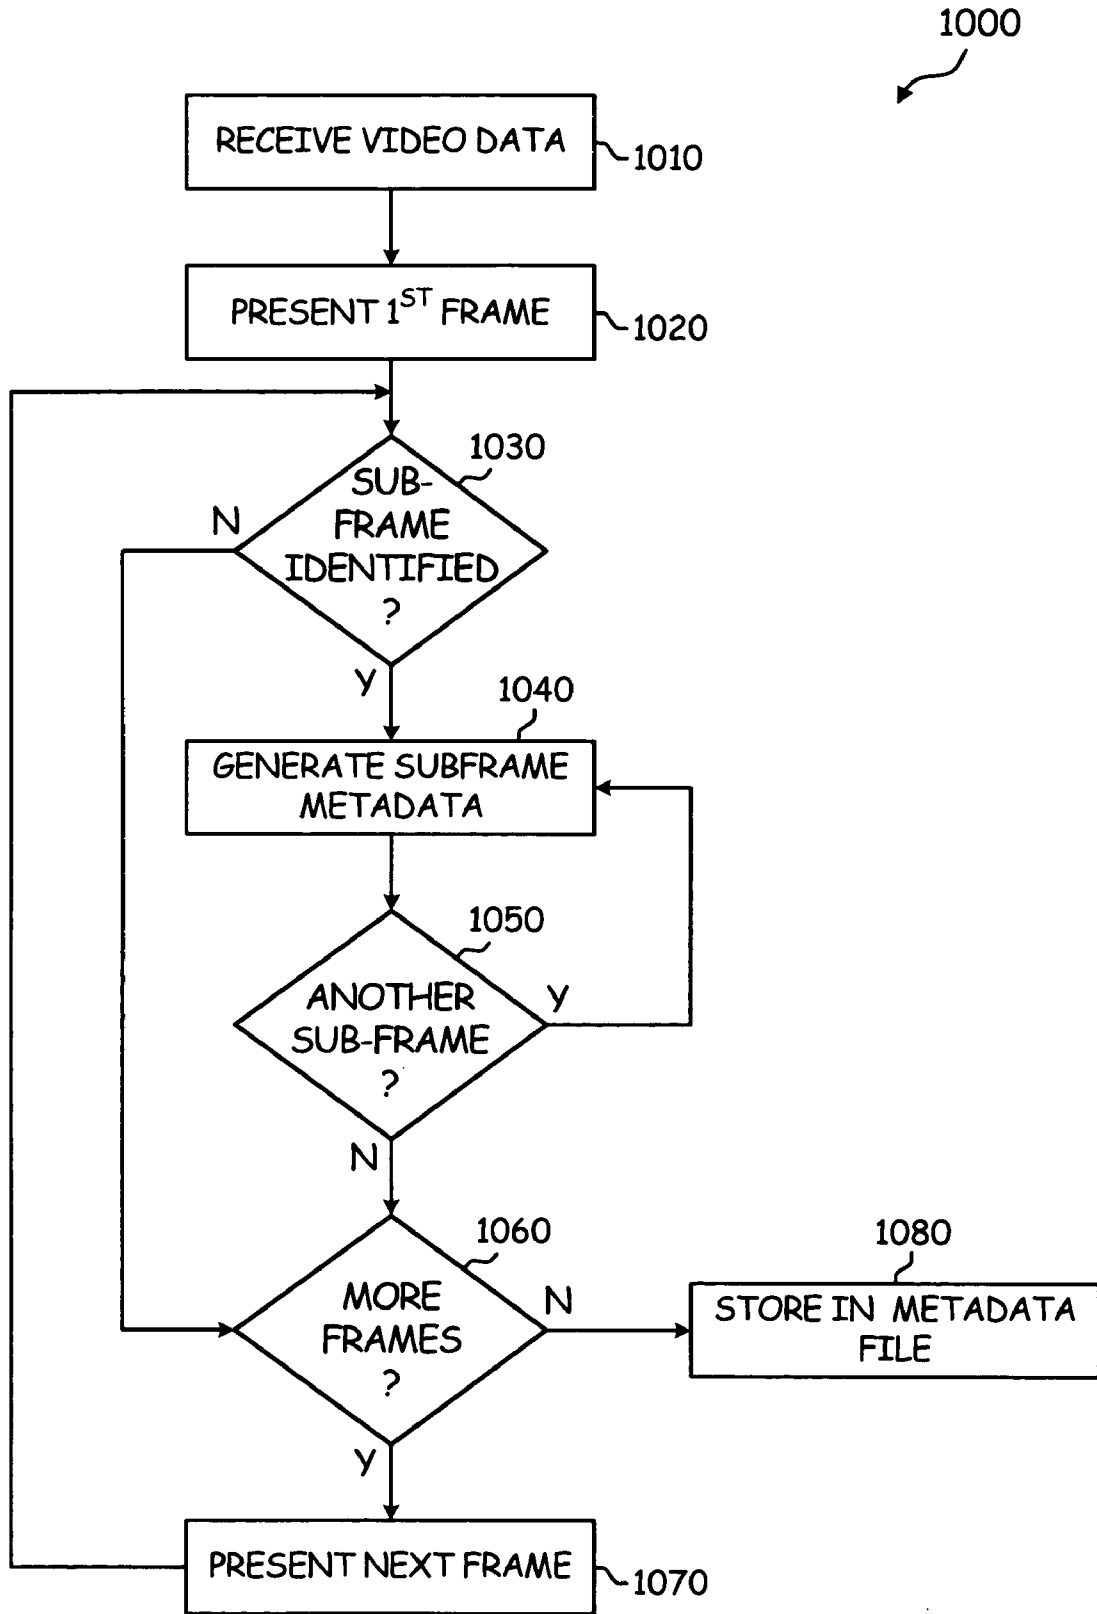 1000
RECEIVE VIDEO DATA
1010
PRESENT 1ST FRAME
1020
1030
SUB-
FRAME
IDENTIFIED
?
N
Y
1040
GENERATE SUBFRAME
METADATA
1050
ANOTHER
SUB-FRAME
?
Y
N
1060
MORE
FRAMES
?
N
Y
1080
STORE IN METADATA
FILE
PRESENT NEXT FRAME
1070